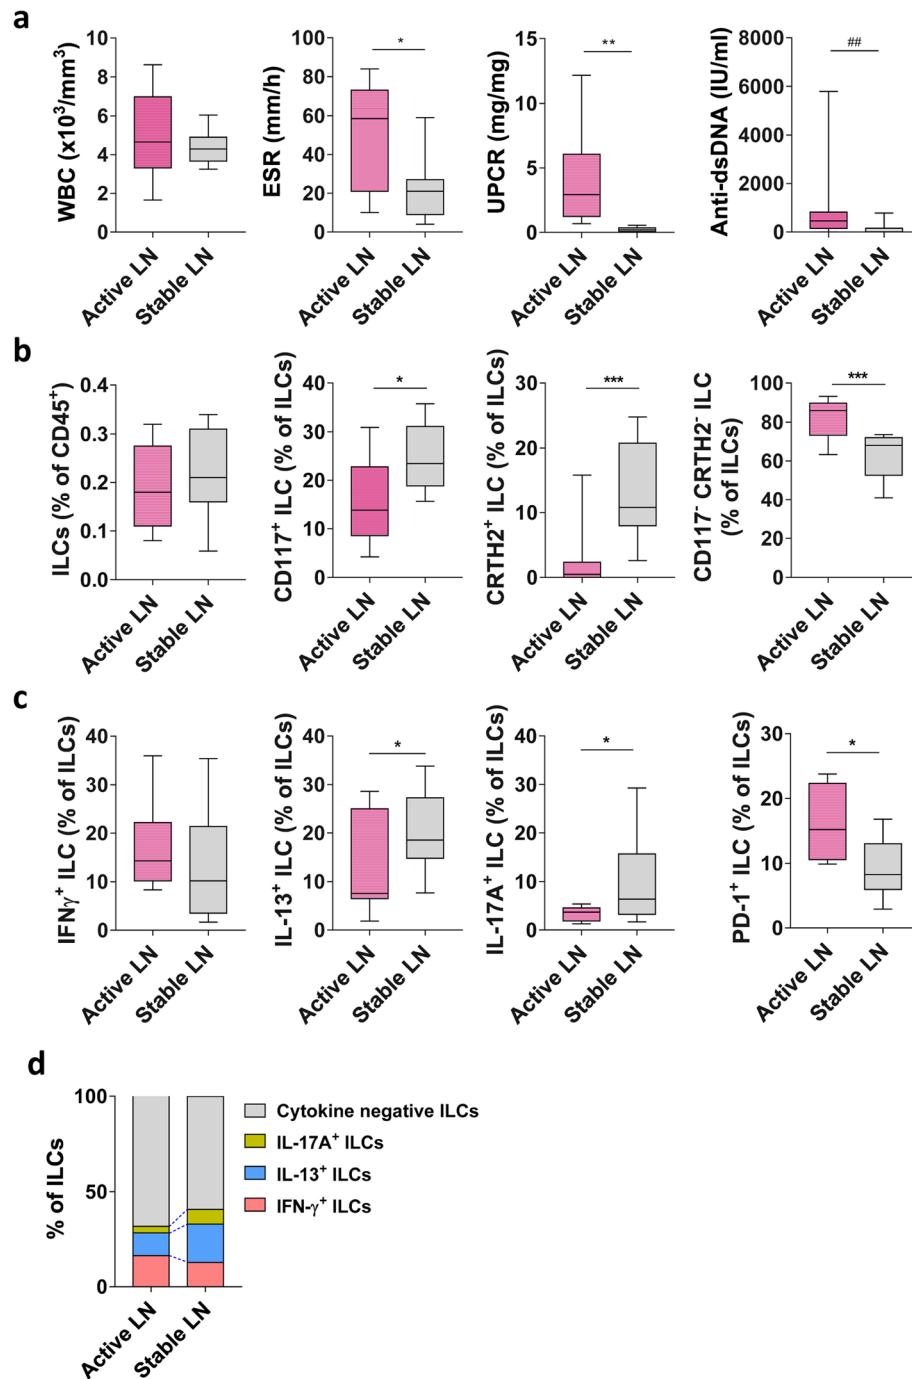 a
WBC (x10³/mm³)
10
8
6
4
2
0
Active LN
Stable LN
ESR (mm/h)
100
80
60
40
20
0
*
Active LN
Stable LN
UPCR (mg/mg)
15
10
5
0
**
Active LN
Stable LN
Anti-dsDNA (IU/ml)
8000
6000
4000
2000
0
##
Active LN
Stable LN
b
ILCs (% of CD45⁺)
0.4
0.3
0.2
0.1
0.0
Active LN
Stable LN
CD117⁺ ILC (% of ILCs)
40
30
20
10
0
*
Active LN
Stable LN
CRTH2⁺ ILC (% of ILCs)
30
20
10
0
***
Active LN
Stable LN
CD117⁻ CRTH2⁻ ILC
(% of ILCs)
100
80
60
40
20
0
***
Active LN
Stable LN
c
IFNγ⁺ ILC (% of ILCs)
40
30
20
10
0
Active LN
Stable LN
IL-13⁺ ILC (% of ILCs)
40
30
20
10
0
*
Active LN
Stable LN
IL-17A⁺ ILC (% of ILCs)
40
30
20
10
0
*
Active LN
Stable LN
PD-1⁺ ILC (% of ILCs)
30
20
10
0
*
Active LN
Stable LN
d
% of ILCs
100
50
0
Active LN
Stable LN
Cytokine negative ILCs
IL-17A⁺ ILCs
IL-13⁺ ILCs
IFN-γ⁺ ILCs